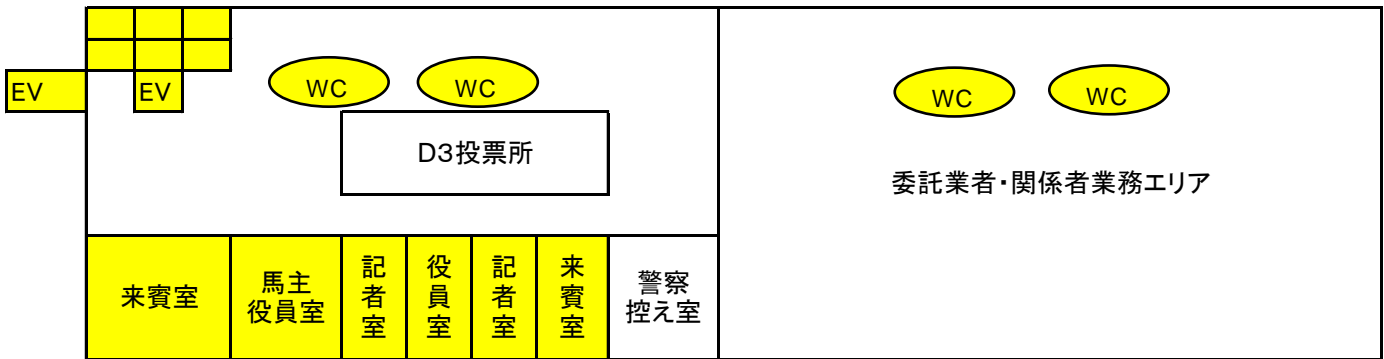 EV
EV
WC
WC
WC
WC
D3投票所
委託業者・関係者業務エリア
来賓室
馬主
役員室
記者室
役員室
記者室
来賓室
警察
控え室